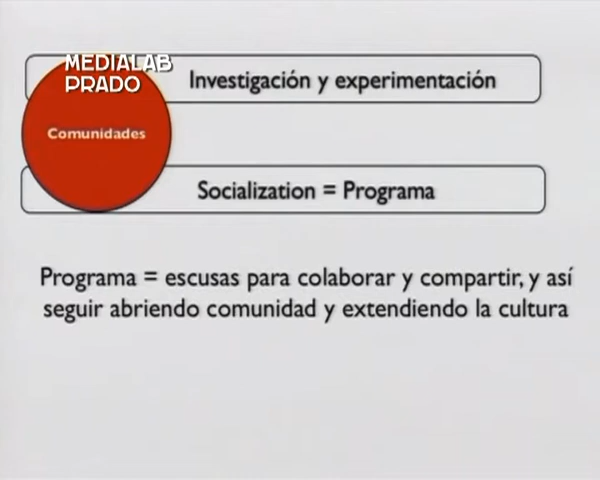 MEDIALAB
PRADO
Investigación y experimentación
Comunidades
Socialization = Programa
Programa = escusas para colaborar y compartir, y así
seguir abriendo comunidad y extendiendo la cultura